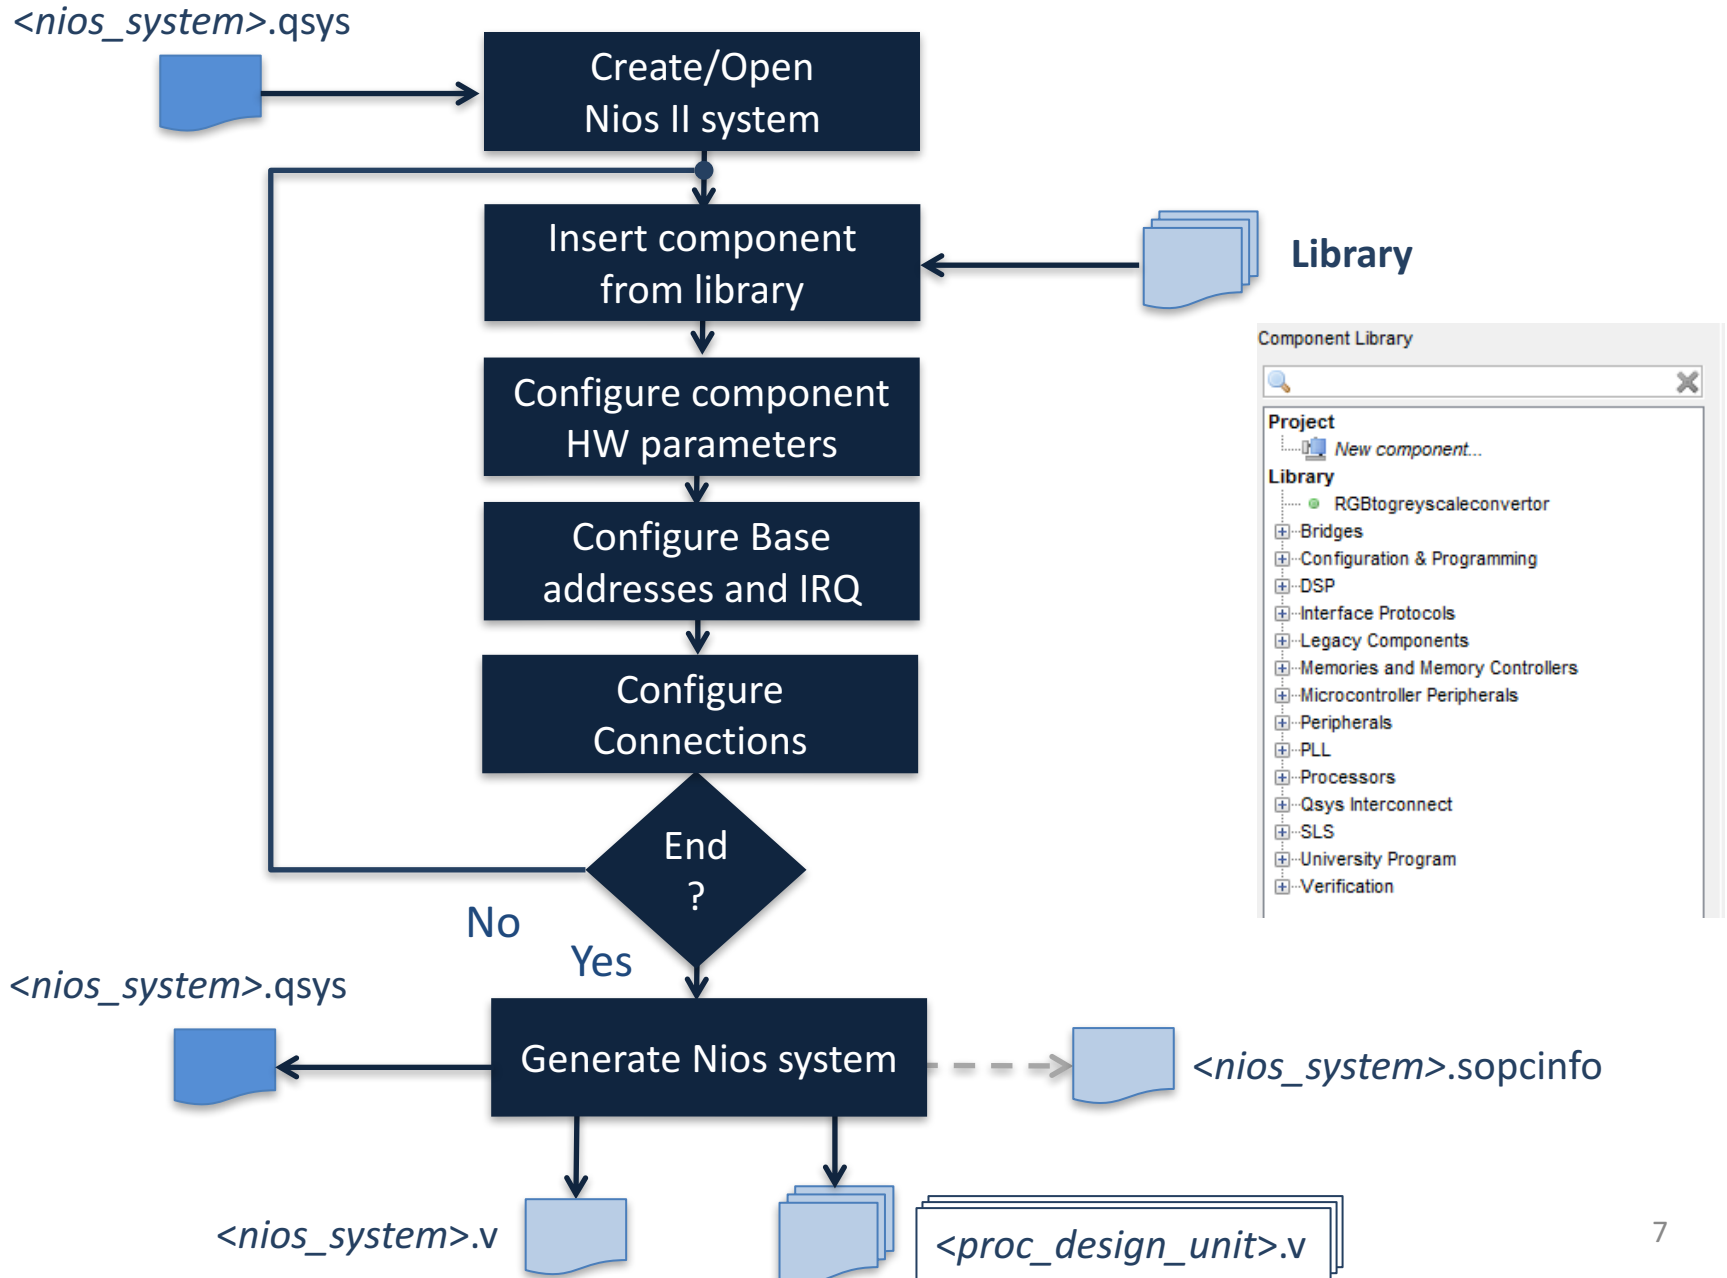 <nios_system>.qsys
Create/Open
Nios II system
Insert component
from library
Library
Configure component
HW parameters
Configure Base
addresses and IRQ
Configure
Connections
End
?
No
Yes
Component Library
Project
New component...
Library
RGBtogreyscaleconvertor
Bridges
Configuration & Programming
DSP
Interface Protocols
Legacy Components
Memories and Memory Controllers
Microcontroller Peripherals
Peripherals
PLL
Processors
Qsys Interconnect
SLS
University Program
Verification
<nios_system>.qsys
Generate Nios system
<nios_system>.sopcinfo
<nios_system>.v
<proc_design_unit>.v
7